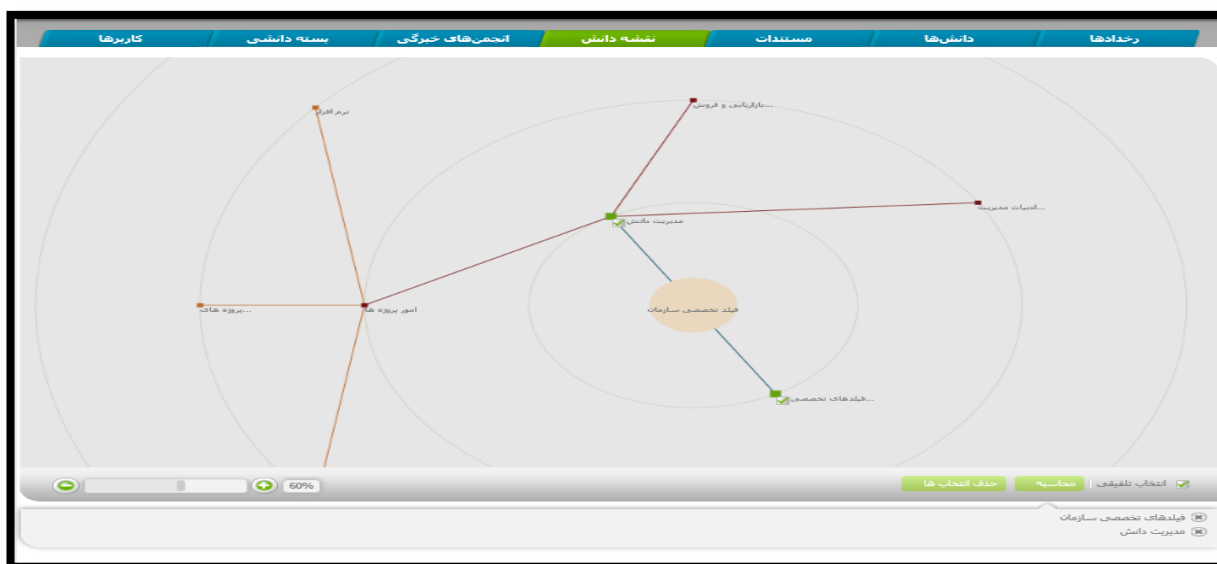 رخدادها
دانش‌ها
مستندات
نقشه دانش
انجمن‌های خبرگی
بسته دانشی
کاربرها
بازاریابی و فروش...
نرم افزار
ادبیات مدیریت...
مدیریت دانش
فیلد تخصصی سازمان
امور پروژه ها
پروژه های...
فیلدهای تخصصی...
انتخاب تلفیقی
محاسبه
حذف انتخاب ها
60%
فیلدهای تخصصی سازمان
مدیریت دانش